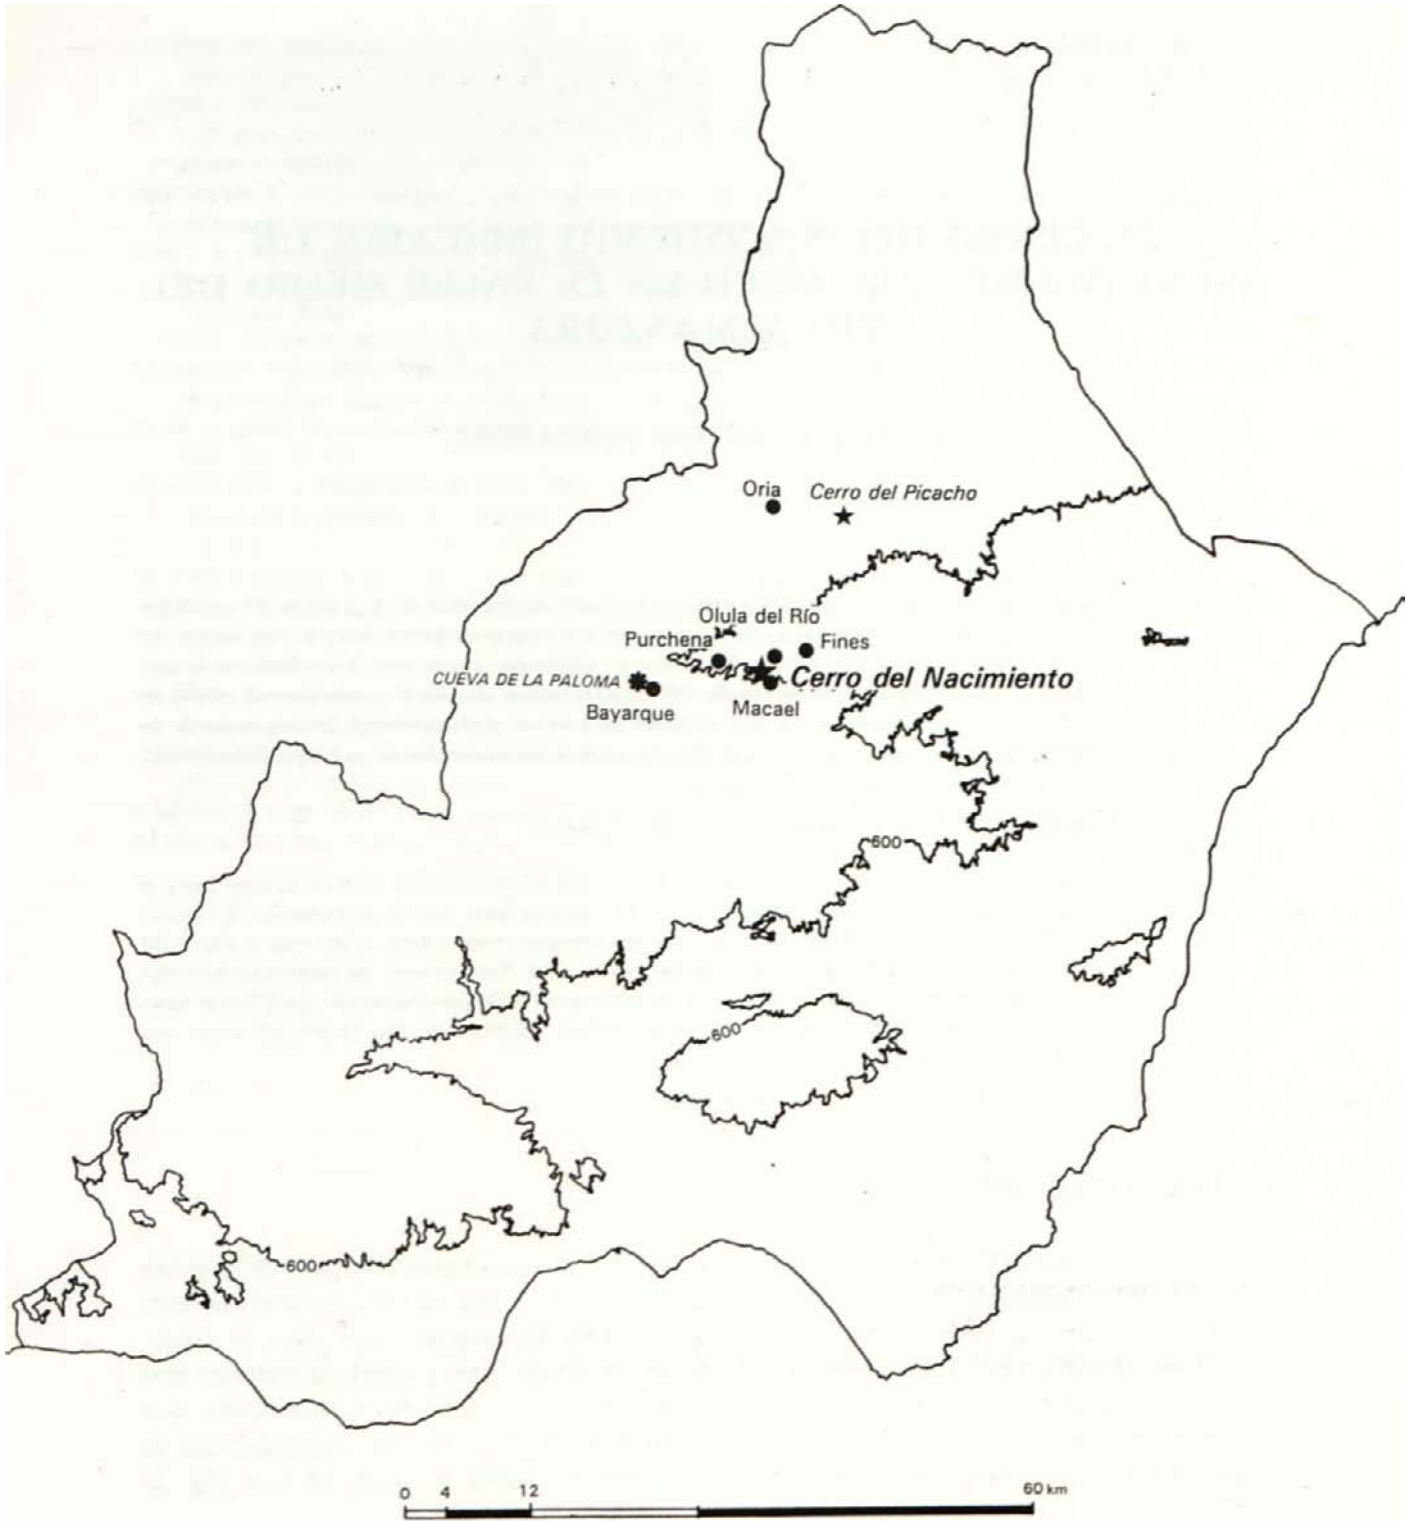 Oria
Cerro del Picacho
Olula del Río
Purchena
Fines
CUEVA DE LA PALOMA
Cerro del Nacimiento
Bayarque
Macael
600
600
600
0 4 12 60 km